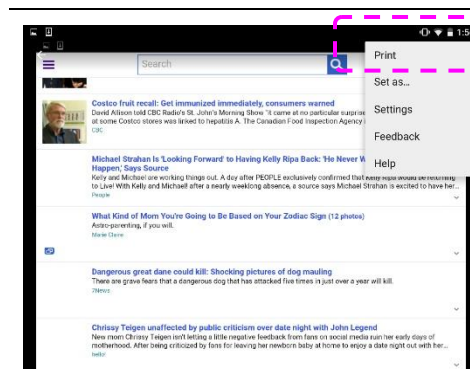 1:5
Search
Print
Set as...
Settings
Feedback
Help
Costco fruit recall: Get immunized immediately, consumers warned
David Allison told CBC Radio's St. John's Morning Show "it came at no particular surprise
at some Costco stores was linked to hepatitis A. The Canadian Food Inspection Agency
CBC
Michael Strahan Is 'Looking Forward' to Having Kelly Ripa Back: 'He Never W
Happen,' Says Source
Kelly and Michael are working things out. A day after PEOPLE exclusively confirmed that Kelly Ripa would be returning
to Live! With Kelly and Michael after a nearly weeklong absence, a source says Michael Strahan is excited to have her...
People
What Kind of Mom You're Going to Be Based on Your Zodiac Sign (12 photos)
Astro-parenting, if you will.
Marie Claire
Dangerous great dane could kill: Shocking pictures of dog mauling
There are grave fears that a dangerous dog that has attacked five times in just over a year will kill.
7News
Chrissy Teigen unaffected by public criticism over date night with John Legend
New mom Chrissy Teigen isn't letting a little negative feedback from fans on social media ruin her early days of
motherhood. After being criticized by fans for leaving her newborn baby at home to enjoy a date night out with her...
hello!